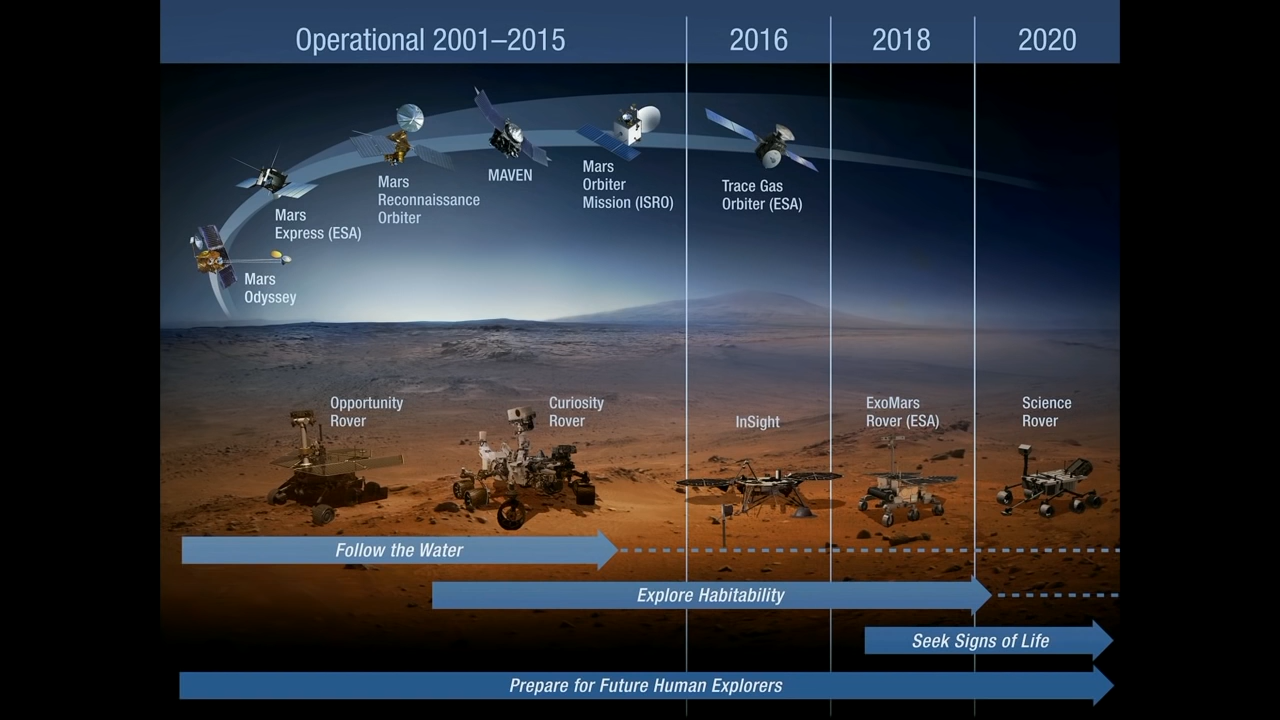 Operational 2001–2015
2016
2018
2020
Mars
Odyssey
Mars
Express (ESA)
Mars
Reconnaissance
Orbiter
MAVEN
Mars
Orbiter
Mission (ISRO)
Trace Gas
Orbiter (ESA)
Opportunity
Rover
Curiosity
Rover
InSight
ExoMars
Rover (ESA)
Science
Rover
Follow the Water
Explore Habitability
Seek Signs of Life
Prepare for Future Human Explorers